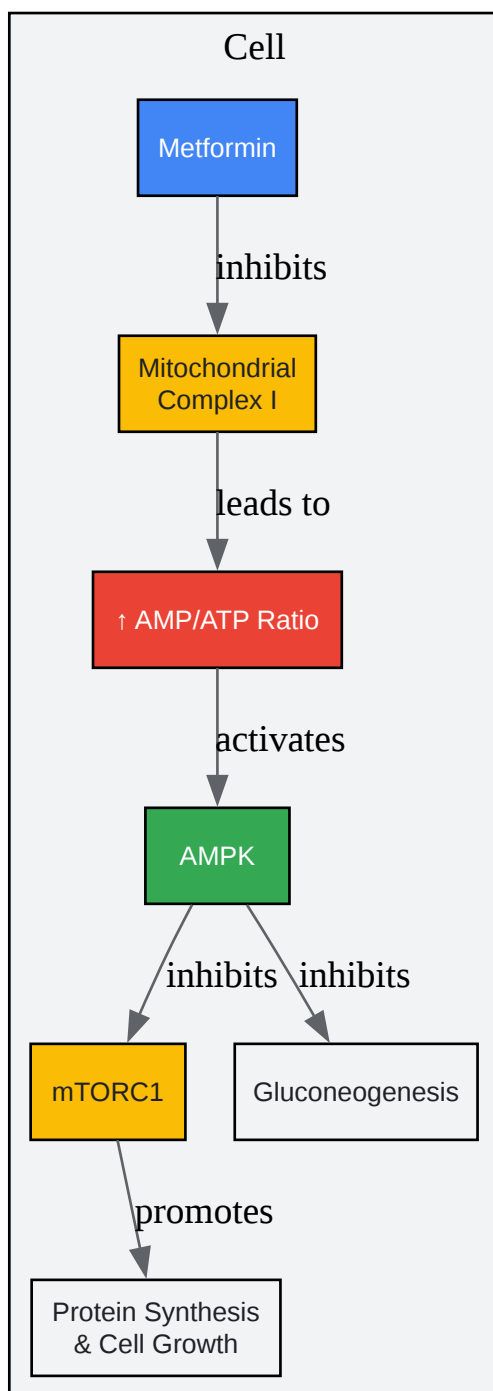 Cell
Metformin
inhibits
Mitochondrial
Complex I
leads to
↑ AMP/ATP Ratio
activates
AMPK
inhibits
inhibits
mTORC1
Gluconeogenesis
promotes
Protein Synthesis
& Cell Growth